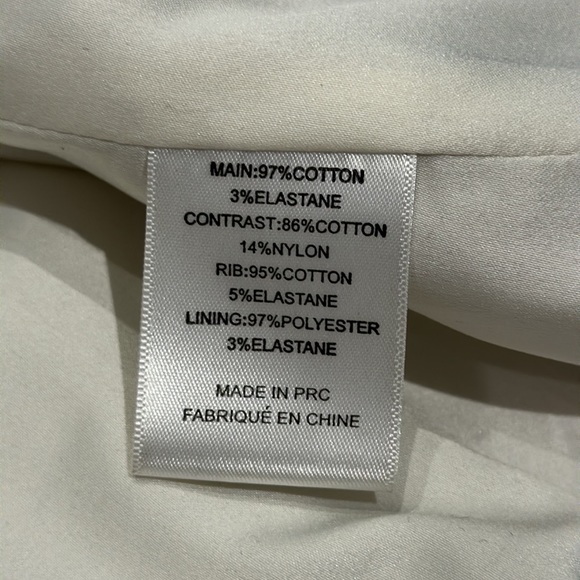 MAIN:97%COTTON
3%ELASTANE
CONTRAST:86%COTTON
14%NYLON
RIB:95%COTTON
5%ELASTANE
LINING:97%POLYESTER
3%ELASTANE
MADE IN PRC
FABRIQUÉ EN CHINE